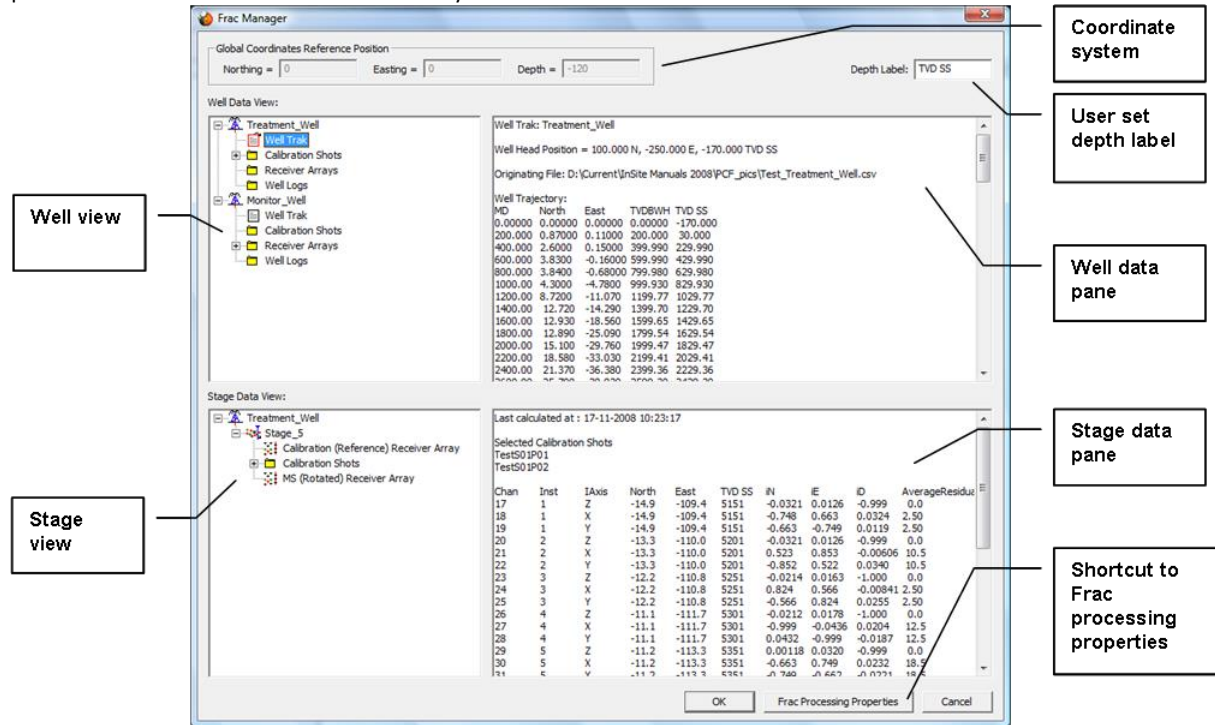 Frac Manager
Global Coordinates Reference Position
Northing = 0 Easting = 0 Depth = -120
Depth Label: TVD SS
Well Data View:
Treatment_Well
Well Trak
Calibration Shots
Receiver Arrays
Well Logs
Monitor_Well
Well Trak
Calibration Shots
Receiver Arrays
Well Logs
Well Trak: Treatment_Well
Well Head Position = 100.000 N, -250.000 E, -170.000 TVD SS
Originating File: D:\Current\InSite Manuals 2008\PCF_pics\Test_Treatment_Well.csv
Well Trajectory:
MD North East TVDBWH TVD SS
0.00000 0.00000 0.00000 0.00000 -170.000
200.000 0.87000 0.11000 200.000 30.000
400.000 2.6000 0.15000 399.990 229.990
600.000 3.8300 -0.16000 599.990 429.990
800.000 3.8400 -0.68000 799.980 629.980
1000.00 4.3000 -4.7800 999.930 829.930
1200.00 8.7200 -11.070 1199.77 1029.77
1400.00 12.720 -14.290 1399.70 1229.70
1600.00 12.930 -18.560 1599.65 1429.65
1800.00 12.890 -25.090 1799.54 1629.54
2000.00 15.100 -29.760 1999.47 1829.47
2200.00 18.580 -33.030 2199.41 2029.41
2400.00 21.370 -36.380 2399.36 2229.36
Stage Data View:
Treatment_Well
Stage_5
Calibration (Reference) Receiver Array
Calibration Shots
MS (Rotated) Receiver Array
Last calculated at : 17-11-2008 10:23:17
Selected Calibration Shots
TestS01P01
TestS01P02
Chan Inst IAxis North East TVD SS iN iE iD AverageResidua
17 1 Z -14.9 -109.4 5151 -0.0321 0.0126 -0.999 0.0
18 1 X -14.9 -109.4 5151 -0.748 0.663 0.0324 2.50
19 1 Y -14.9 -109.4 5151 -0.663 -0.749 0.0119 2.50
20 2 Z -13.3 -110.0 5201 -0.0321 0.0126 -0.999 0.0
21 2 X -13.3 -110.0 5201 0.523 0.853 -0.00606 10.5
22 2 Y -13.3 -110.0 5201 -0.852 0.522 0.0340 10.5
23 3 Z -12.2 -110.8 5251 -0.0214 0.0163 -1.000 0.0
24 3 X -12.2 -110.8 5251 0.824 0.566 -0.00841 2.50
25 3 Y -12.2 -110.8 5251 -0.566 0.824 0.0255 2.50
26 4 Z -11.1 -111.7 5301 -0.0212 0.0178 -1.000 0.0
27 4 X -11.1 -111.7 5301 -0.999 -0.0436 0.0204 12.5
28 4 Y -11.1 -111.7 5301 0.0432 -0.999 -0.0187 12.5
29 5 Z -11.2 -113.3 5351 0.00118 0.0320 -0.999 0.0
30 5 X -11.2 -113.3 5351 -0.663 0.749 0.0232 18.5
31 5 Y -11.2 -113.3 5351 -0.749 -0.662 -0.0221 18.5
OK Frac Processing Properties Cancel
Well view
Stage
view
Coordinate
system
User set
depth label
Well data
pane
Stage data
pane
Shortcut to
Frac
processing
properties